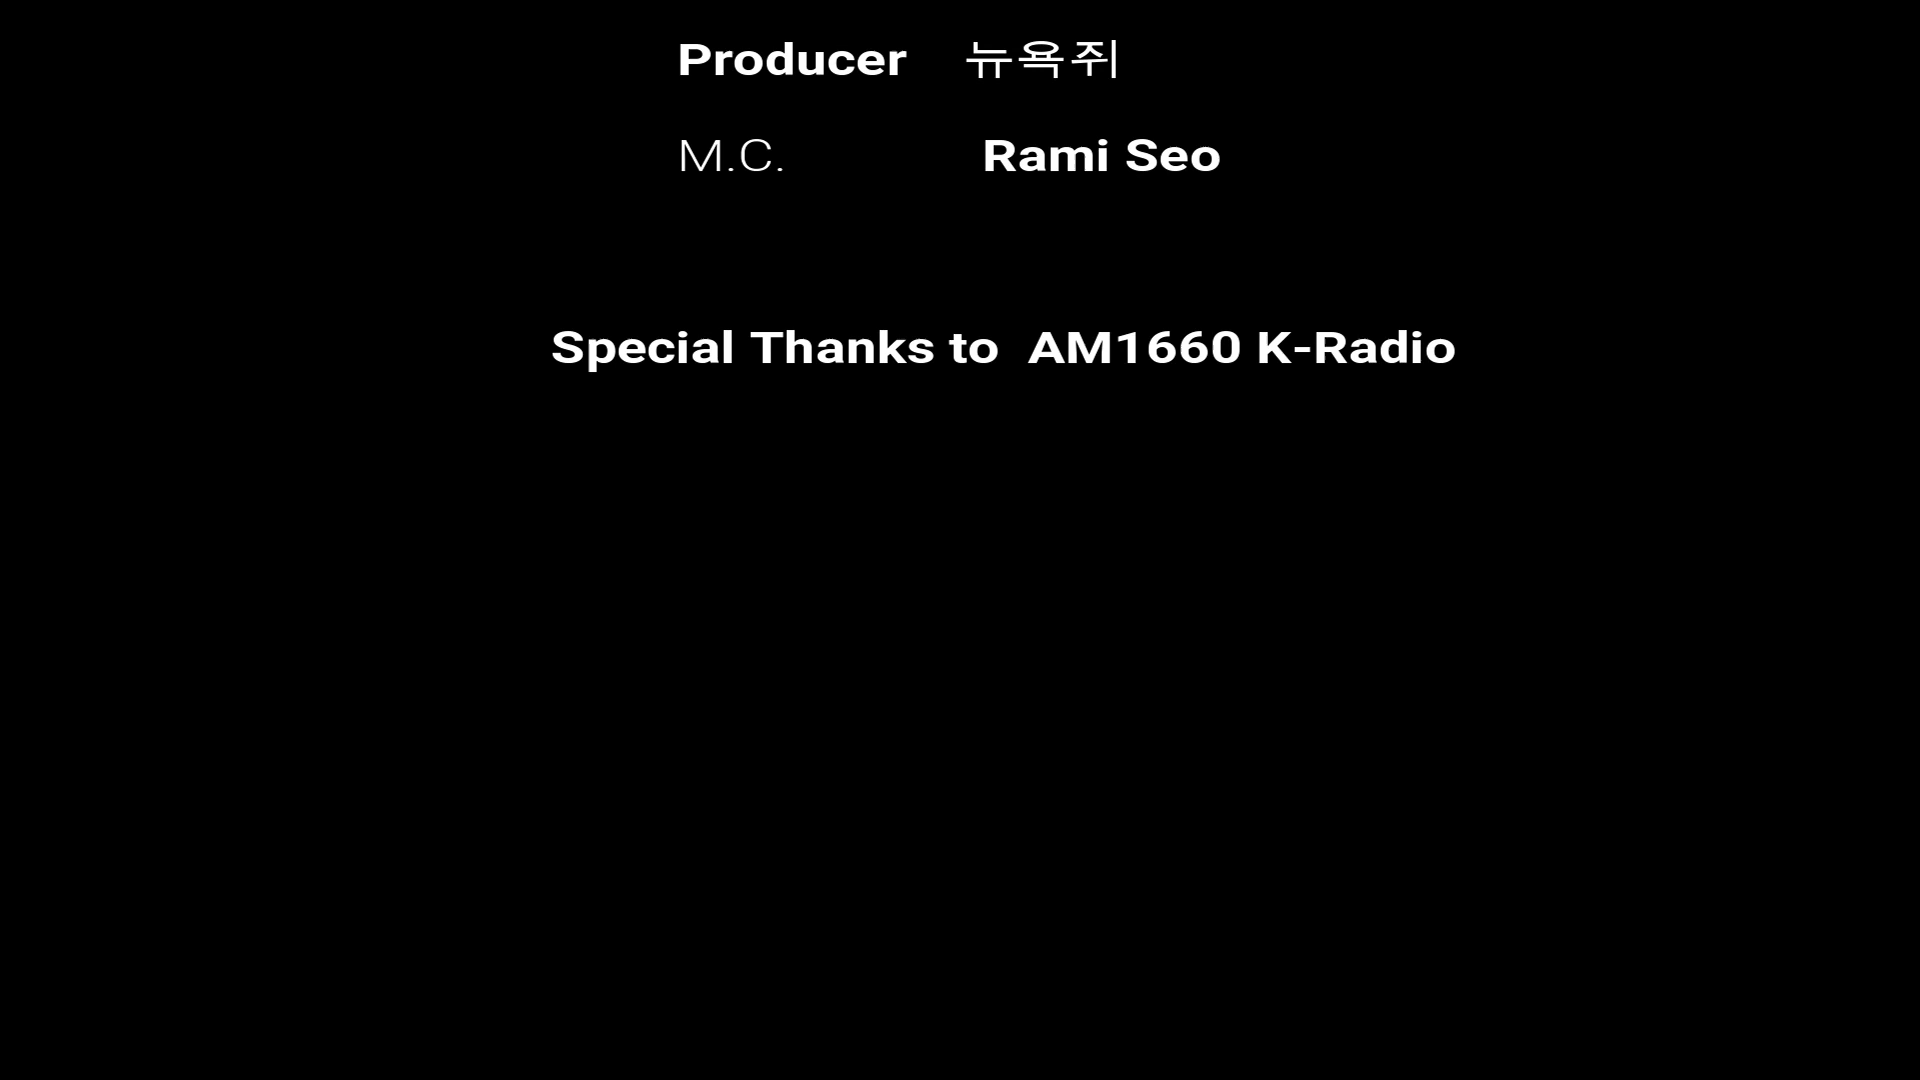 Producer 뉴욕쥐
M.C. Rami Seo
Special Thanks to AM1660 K-Radio